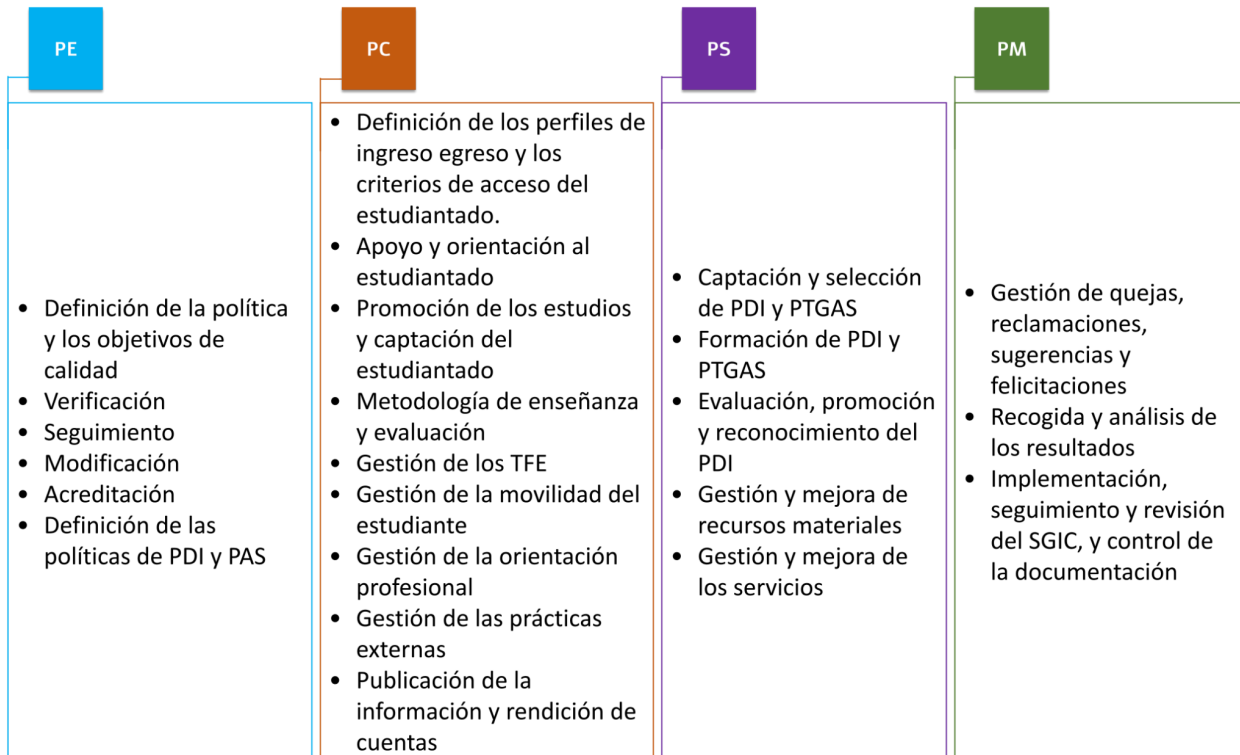 PE
• Definición de la política
y los objetivos de
calidad
• Verificación
• Seguimiento
• Modificación
• Acreditación
• Definición de las
políticas de PDI y PAS
PC
• Definición de los perfiles de
ingreso egreso y los
criterios de acceso del
estudiantado.
• Apoyo y orientación al
estudiantado
• Promoción de los estudios
y captación del
estudiantado
• Metodología de enseñanza
y evaluación
• Gestión de los TFE
• Gestión de la movilidad del
estudiante
• Gestión de la orientación
profesional
• Gestión de las prácticas
externas
• Publicación de la
información y rendición de
cuentas
PS
• Captación y selección
de PDI y PTGAS
• Formación de PDI y
PTGAS
• Evaluación, promoción
y reconocimiento del
PDI
• Gestión y mejora de
recursos materiales
• Gestión y mejora de
los servicios
PM
• Gestión de quejas,
reclamaciones,
sugerencias y
felicitaciones
• Recogida y análisis de
los resultados
• Implementación,
seguimiento y revisión
del SGIC, y control de
la documentación